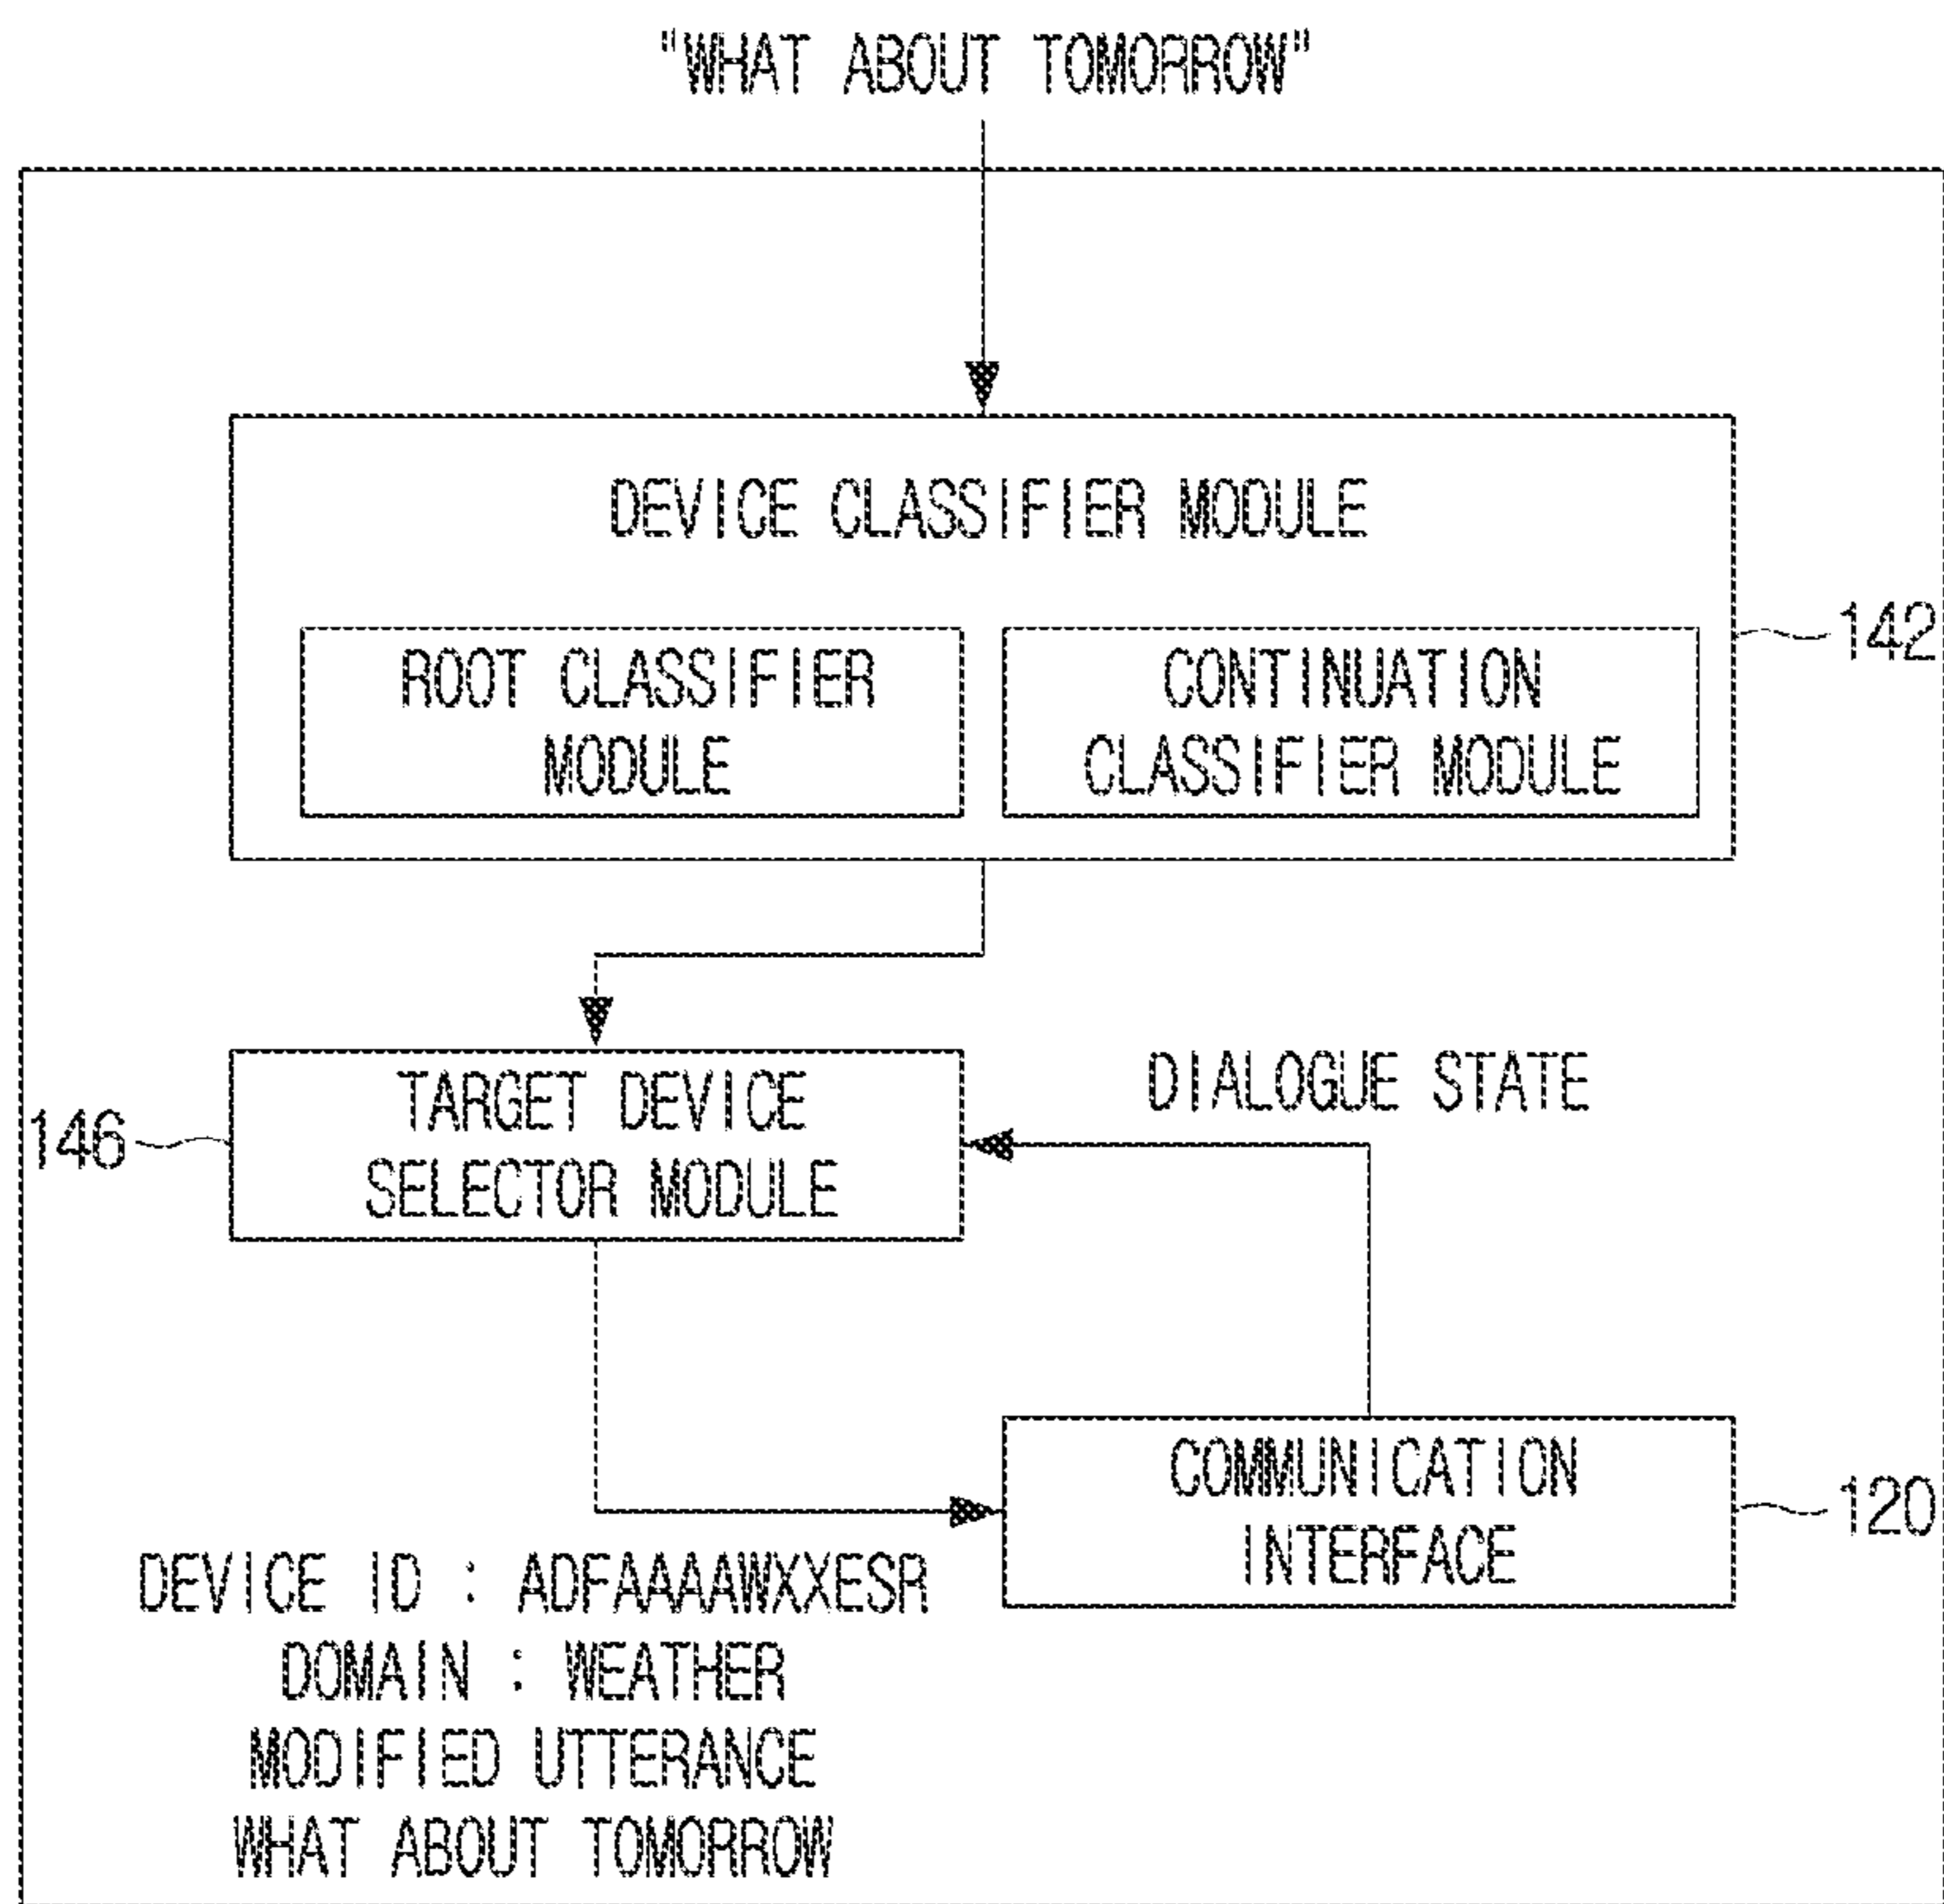 "WHAT ABOUT TOMORROW"
DEVICE CLASSIFIER MODULE
ROOT CLASSIFIER
MODULE
CONTINUATION
CLASSIFIER MODULE
142
TARGET DEVICE
SELECTOR MODULE
146
DIALOGUE STATE
COMMUNICATION
INTERFACE
120
DEVICE ID : ADFAAAAWXXESR
DOMAIN : WEATHER
MODIFIED UTTERANCE
WHAT ABOUT TOMORROW